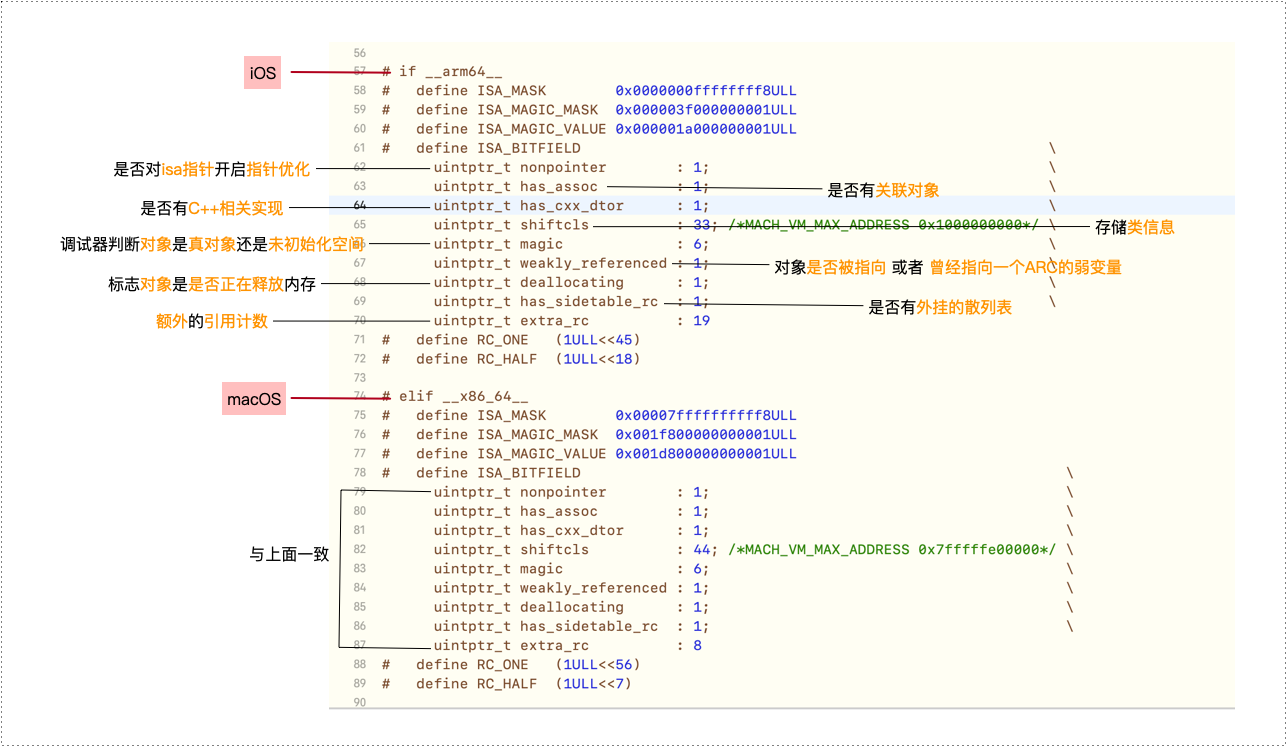 56
iOS
57 # if __arm64__
58 #   define ISA_MASK        0x0000000ffffffff8ULL
59 #   define ISA_MAGIC_MASK  0x000003f000000001ULL
60 #   define ISA_MAGIC_VALUE 0x000001a000000001ULL
61 #   define ISA_BITFIELD \
是否对isa指针开启指针优化 62 uintptr_t nonpointer : 1; \
63 uintptr_t has_assoc : 1; 是否有关联对象 \
是否有C++相关实现 64 uintptr_t has_cxx_dtor : 1; \
65 uintptr_t shiftcls : 33; /*MACH_VM_MAX_ADDRESS 0x1000000000*/ \ 存储类信息
调试器判断对象是真对象还是未初始化空间 66 uintptr_t magic : 6; \
67 uintptr_t weakly_referenced : 1; 对象是否被指向 或者 曾经指向一个ARC的弱变量 \
标志对象是是否正在释放内存 68 uintptr_t deallocating : 1; \
69 uintptr_t has_sidetable_rc : 1; 是否有外挂的散列表 \
额外的引用计数 70 uintptr_t extra_rc : 19
71 #   define RC_ONE   (1ULL<<45)
72 #   define RC_HALF  (1ULL<<18)
73
macOS
74 # elif __x86_64__
75 #   define ISA_MASK        0x00007ffffffffff8ULL
76 #   define ISA_MAGIC_MASK  0x001f800000000001ULL
77 #   define ISA_MAGIC_VALUE 0x001d800000000001ULL
78 #   define ISA_BITFIELD \
79 uintptr_t nonpointer : 1; \
80 uintptr_t has_assoc : 1; \
81 uintptr_t has_cxx_dtor : 1; \
与上面一致
82 uintptr_t shiftcls : 44; /*MACH_VM_MAX_ADDRESS 0x7fffffe00000*/ \
83 uintptr_t magic : 6; \
84 uintptr_t weakly_referenced : 1; \
85 uintptr_t deallocating : 1; \
86 uintptr_t has_sidetable_rc : 1; \
87 uintptr_t extra_rc : 8
88 #   define RC_ONE   (1ULL<<56)
89 #   define RC_HALF  (1ULL<<7)
90